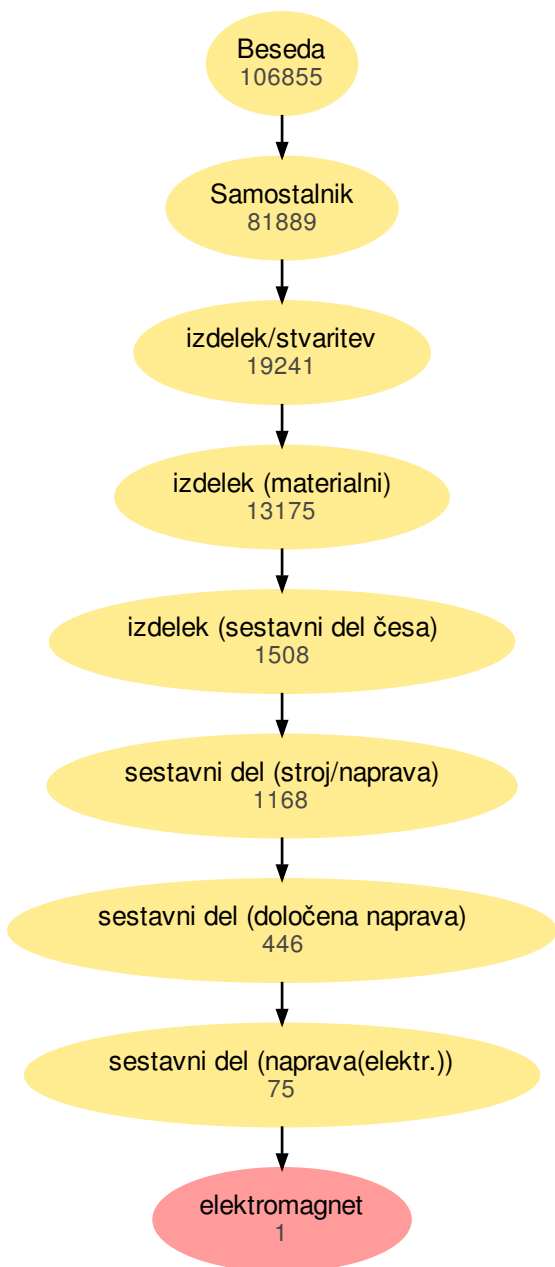 Beseda
106855
Samostalnik
81889
izdelek/stvaritev
19241
izdelek (materialni)
13175
izdelek (sestavni del česa)
1508
sestavni del (stroj/naprava)
1168
sestavni del (določena naprava)
446
sestavni del (naprava(elektr.))
75
elektromagnet
1